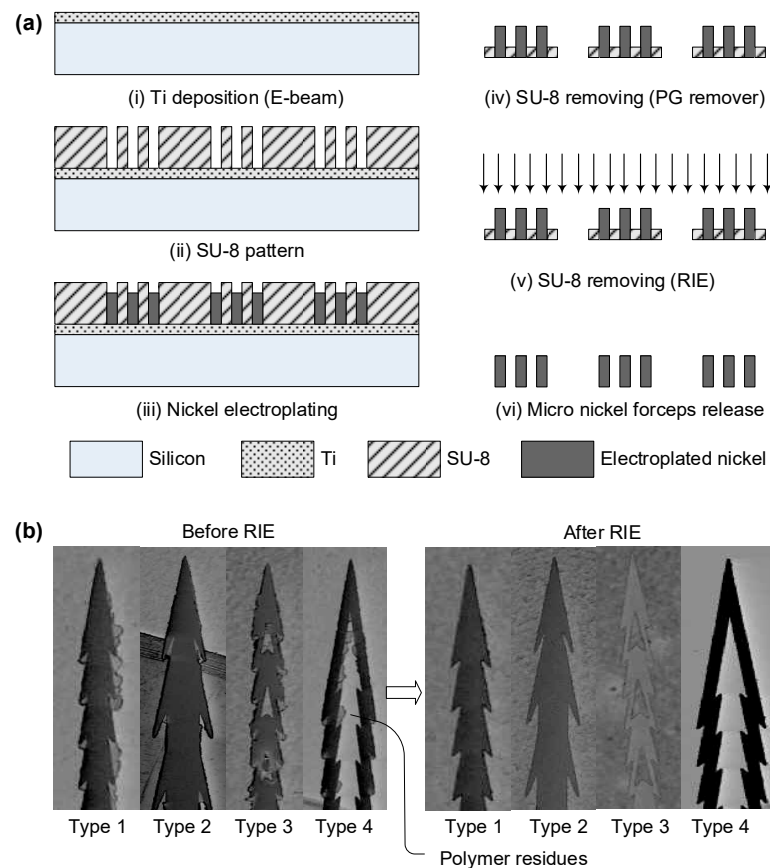 (a)
(i) Ti deposition (E-beam)
(ii) SU-8 pattern
(iii) Nickel electroplating
(iv) SU-8 removing (PG remover)
(v) SU-8 removing (RIE)
(vi) Micro nickel forceps release
Silicon Ti SU-8 Electroplated nickel
(b)
Before RIE After RIE
Type 1 Type 2 Type 3 Type 4 Type 1 Type 2 Type 3 Type 4
Polymer residues